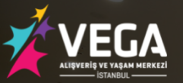 VEGA
ALIŞVERİŞ VE YAŞAM MERKEZİ
İSTANBUL